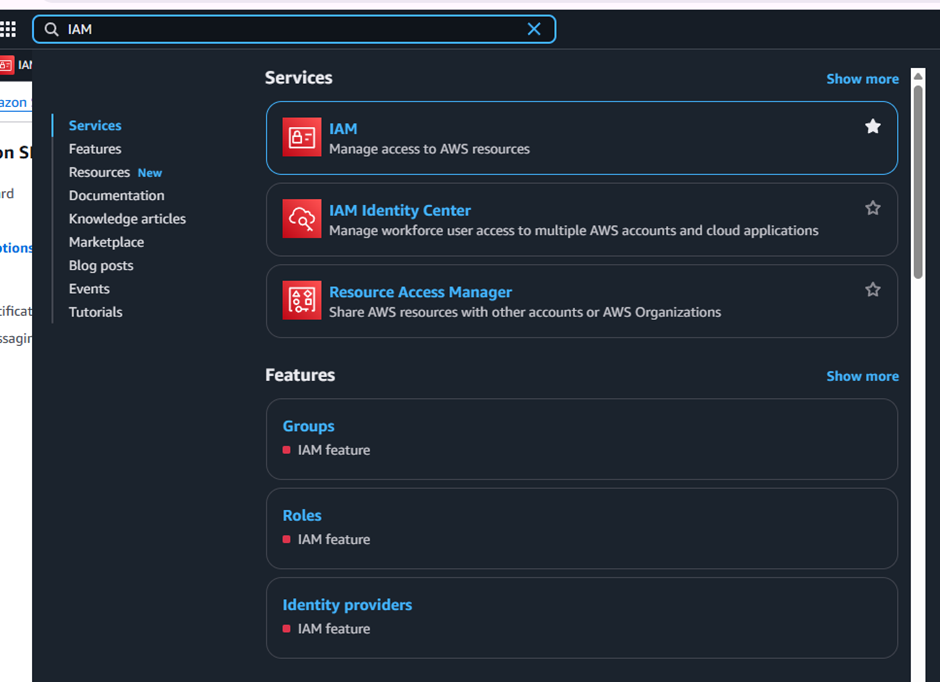 IAM
IAM
azon
on S
rd
ptions
tificat
ssagin
Services
Features
Resources New
Documentation
Knowledge articles
Marketplace
Blog posts
Events
Tutorials
Services
Show more
IAM
Manage access to AWS resources
IAM Identity Center
Manage workforce user access to multiple AWS accounts and cloud applications
Resource Access Manager
Share AWS resources with other accounts or AWS Organizations
Features
Show more
Groups
IAM feature
Roles
IAM feature
Identity providers
IAM feature